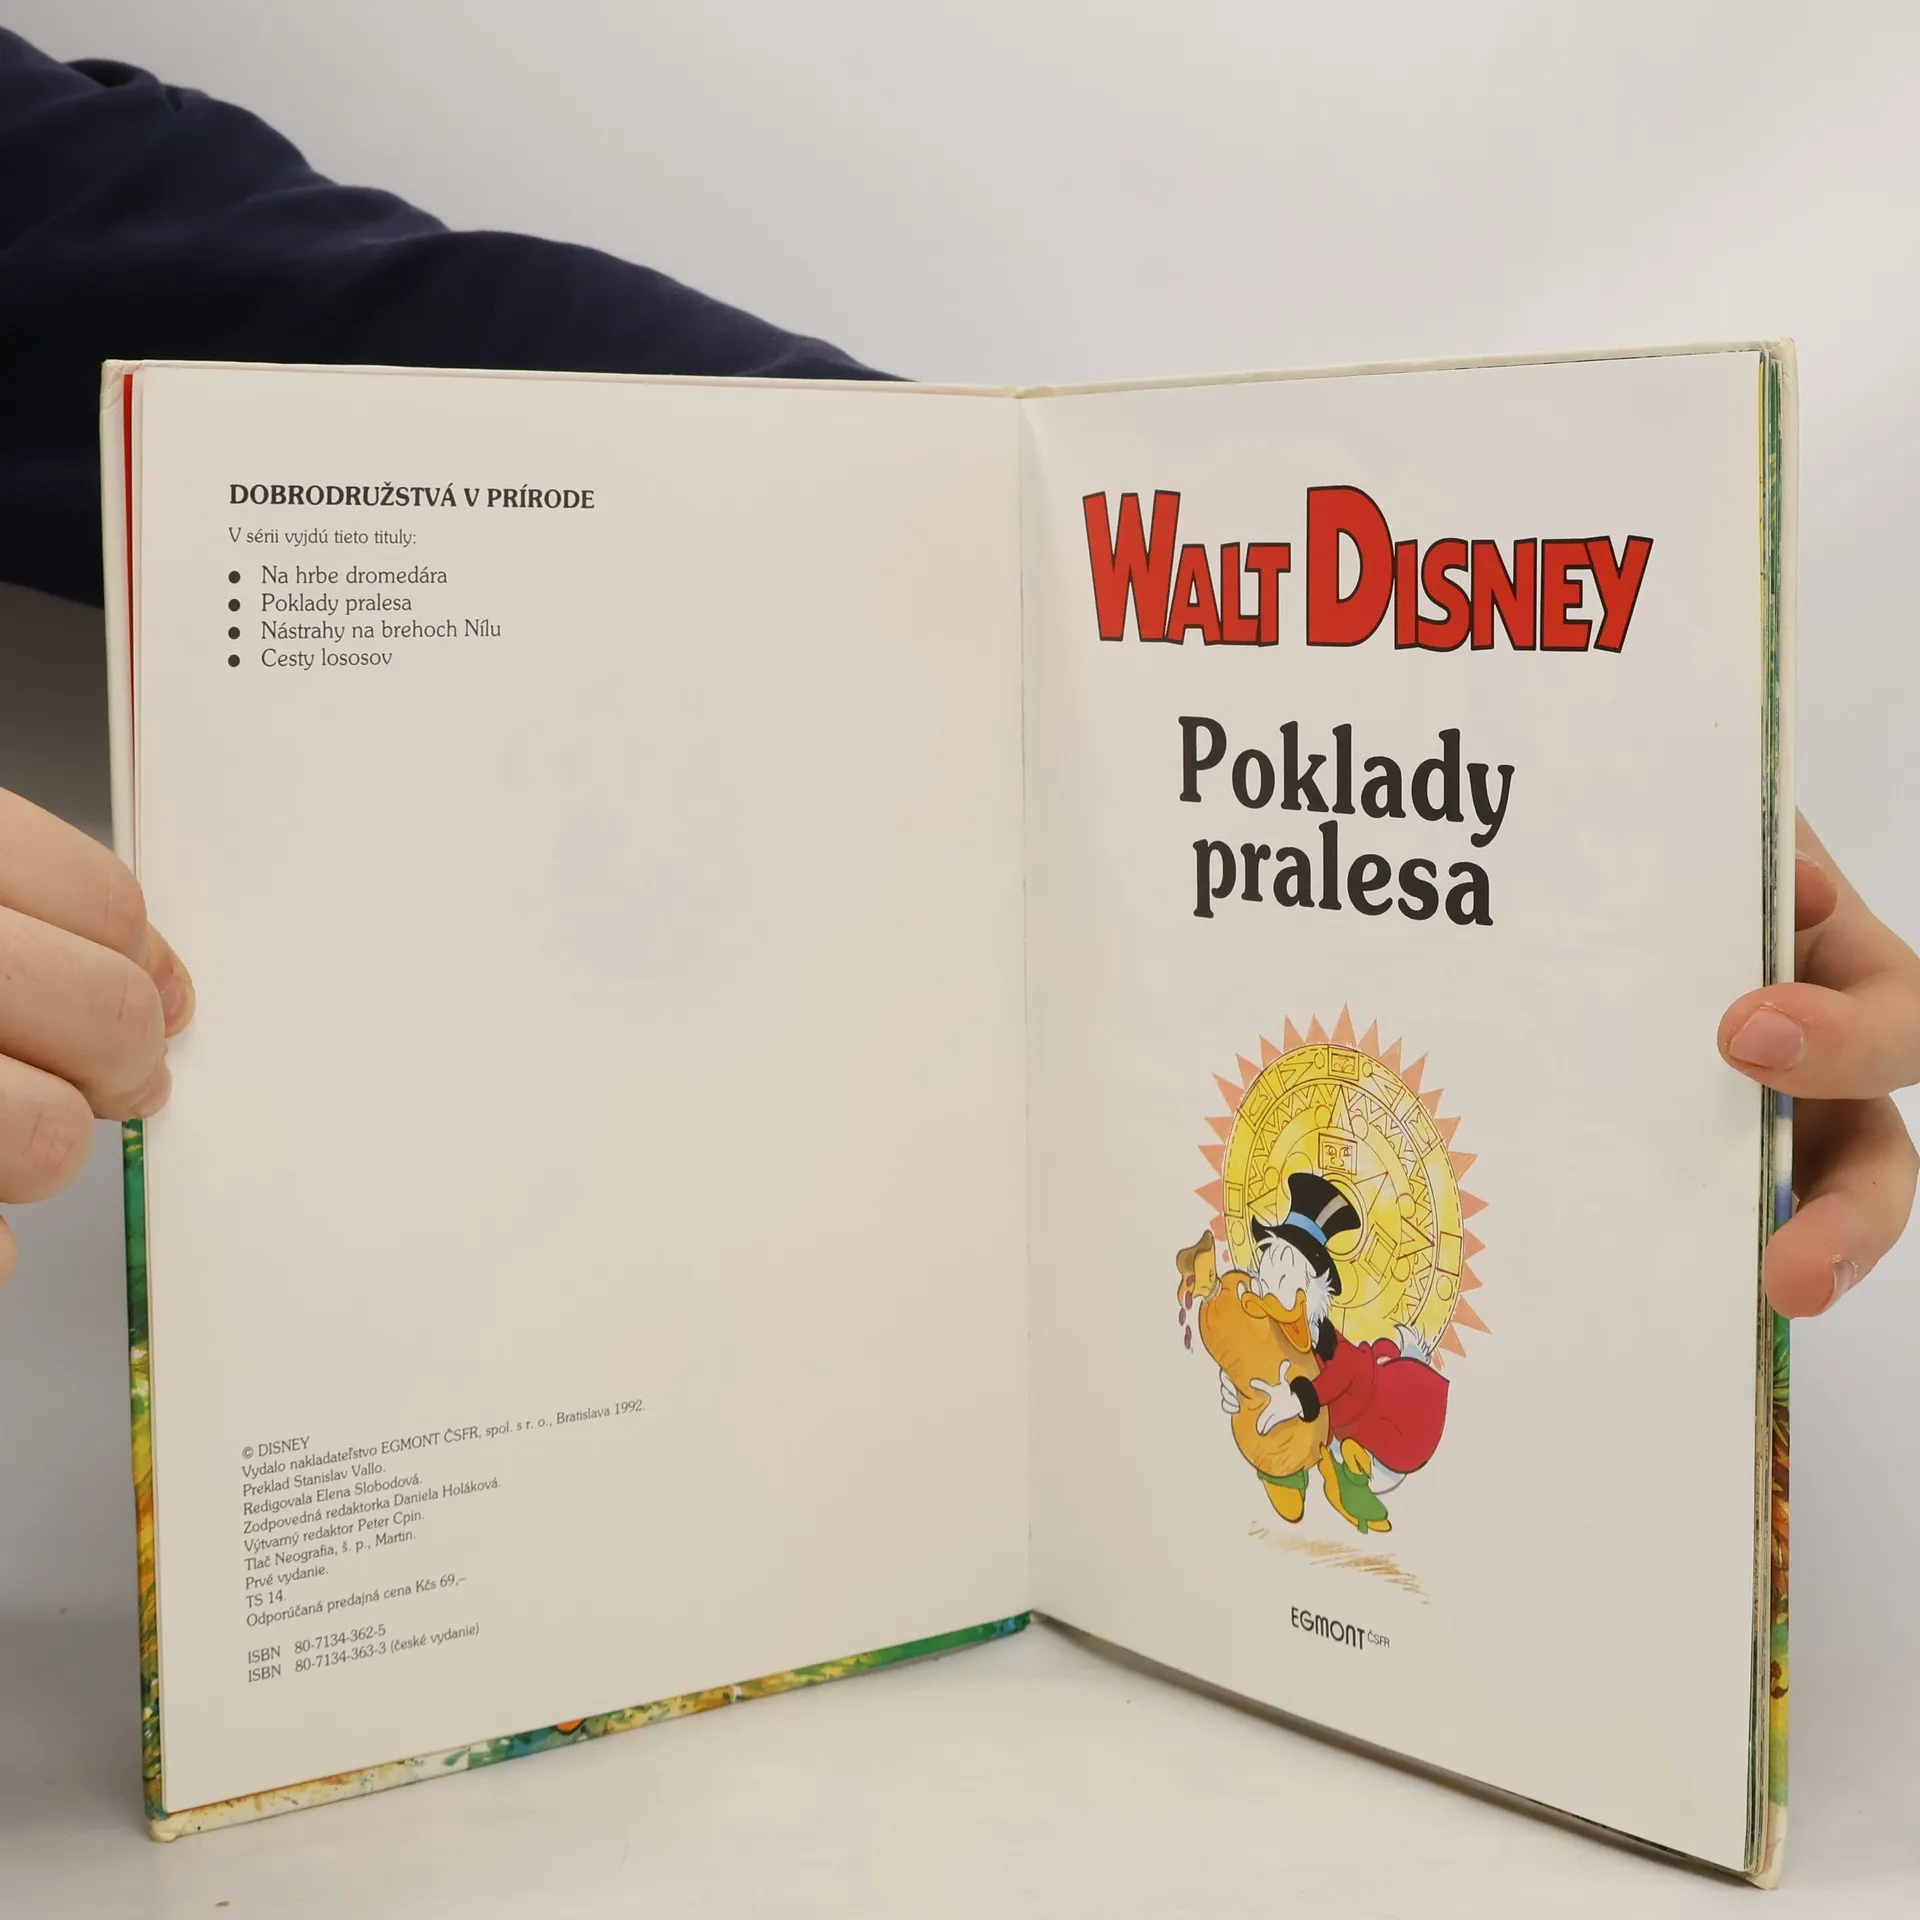 DOBRODRUŽSTVÁ V PRÍRODE
V sérii vyjdú tieto tituly:
● Na hrbe dromedára
● Poklady pralesa
● Nástrahy na brehoch Nílu
● Cesty lososov
© DISNEY
Vydalo nakladateľstvo EGMONT ČSFR, spol. s r. o., Bratislava 1992.
Preklad Stanislav Vallo.
Redigovala Elena Slobodová.
Zodpovedná redaktorka Daniela Holáková.
Výtvarný redaktor Peter Cpin.
Tlač Neografia, š. p., Martin.
Prvé vydanie.
TS 14.
Odporúčaná predajná cena Kčs 69,–
ISBN 80-7134-362-5
ISBN 80-7134-363-3 (české vydanie)
WALT DISNEY
Poklady
pralesa
EGMONT ČSFR